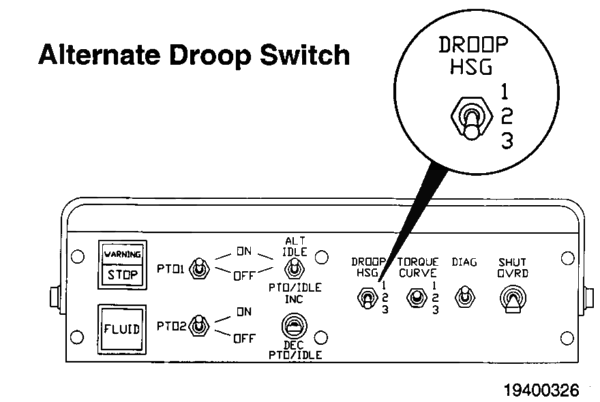 Alternate Droop Switch
DROOP
HSG
1
2
3
WARNING
STOP
PTO1
ON
OFF
ALT
IDLE
PTO/IDLE
INC
DROOP
HSG
1
2
3
TORQUE
CURVE
1
2
3
DIAG
SHUT
OVRD
FLUID
PTO2
ON
OFF
DEC
PTO/IDLE
19400326